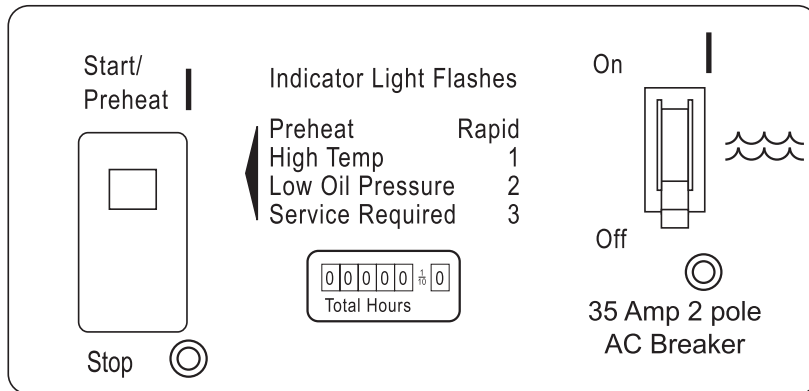 Start/
Preheat
Stop
Indicator Light Flashes
Preheat Rapid
High Temp 1
Low Oil Pressure 2
Service Required 3
0 0 0 0 0 1/10 0
Total Hours
On
Off
35 Amp 2 pole
AC Breaker